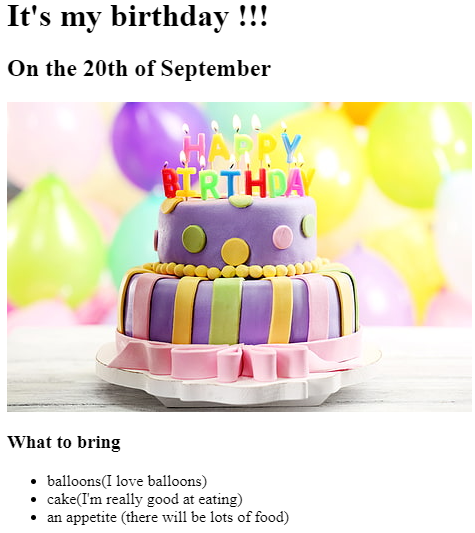 It's my birthday !!!
On the 20th of September
HAPPY
BIRTHDAY
What to bring
balloons(I love balloons)
cake(I'm really good at eating)
an appetite (there will be lots of food)